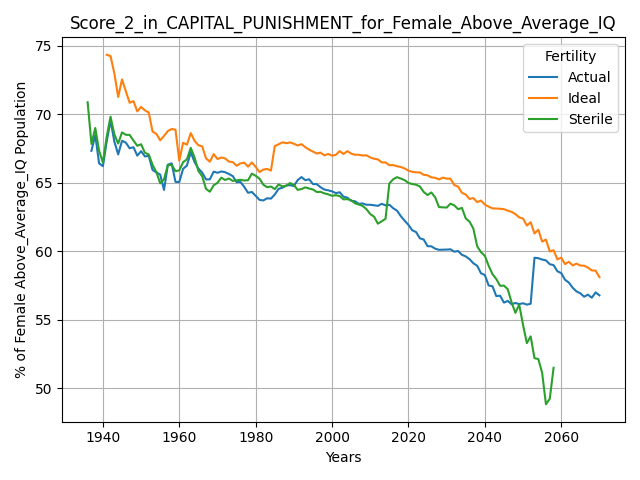 Score_2_in_CAPITAL_PUNISHMENT_for_Female_Above_Average_IQ
Fertility
Actual
Ideal
Sterile
% of Female Above_Average_IQ Population
75
70
65
60
55
50
1940
1960
1980
2000
2020
2040
2060
Years